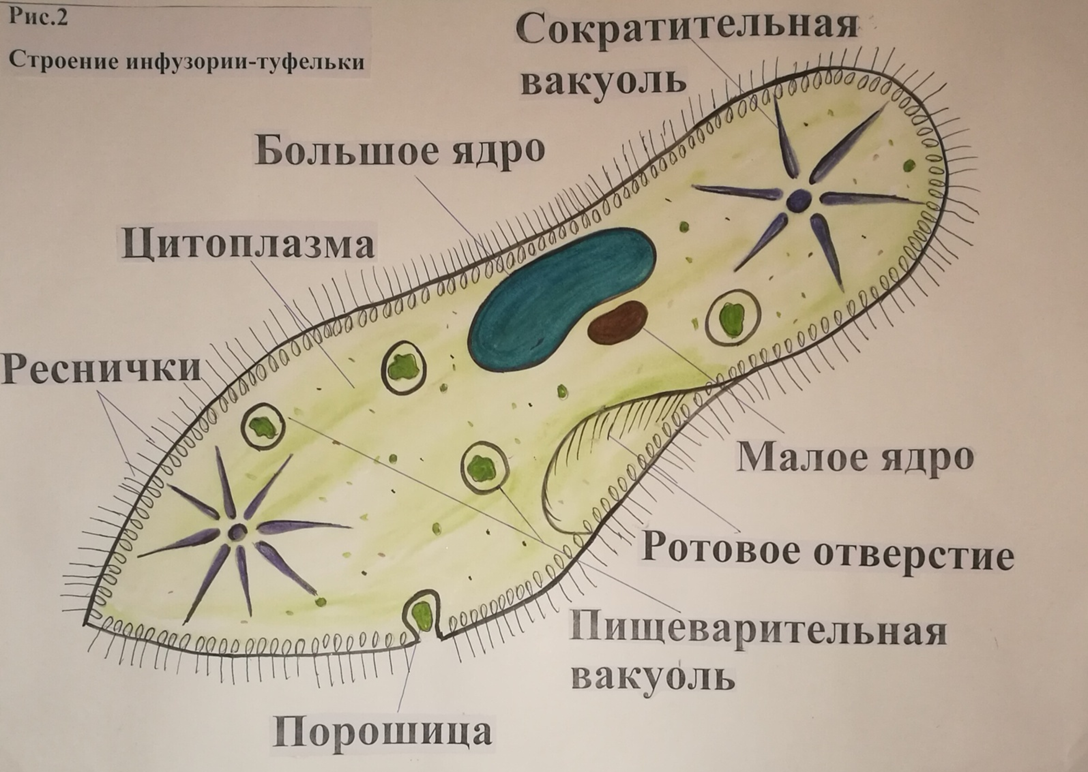 Рис.2
Строение инфузории-туфельки
Сократительная
вакуоль
Большое ядро
Цитоплазма
Реснички
Малое ядро
Ротовое отверстие
Пищеварительная
вакуоль
Порошица